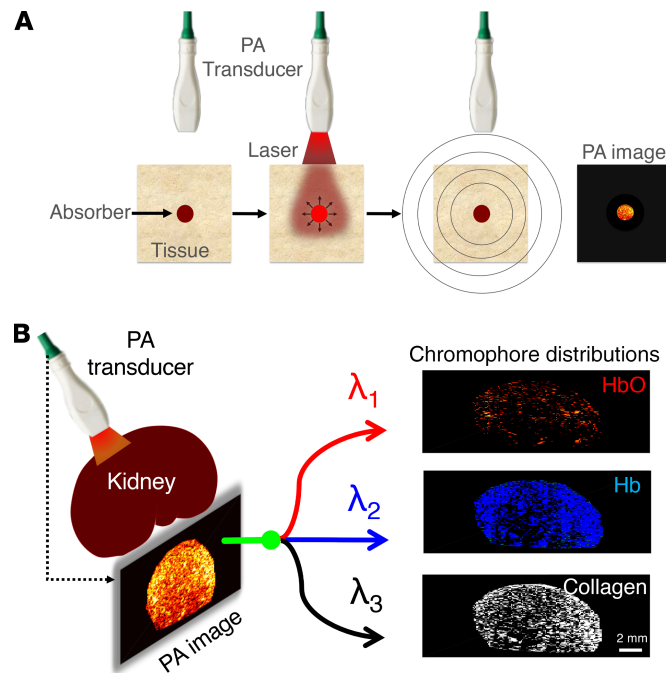 A
PA
Transducer
Laser
PA image
Absorber
Tissue
B
PA
transducer
Chromophore distributions
HbO
λ1
Kidney
Hb
λ2
Collagen
λ3
2 mm
PA image